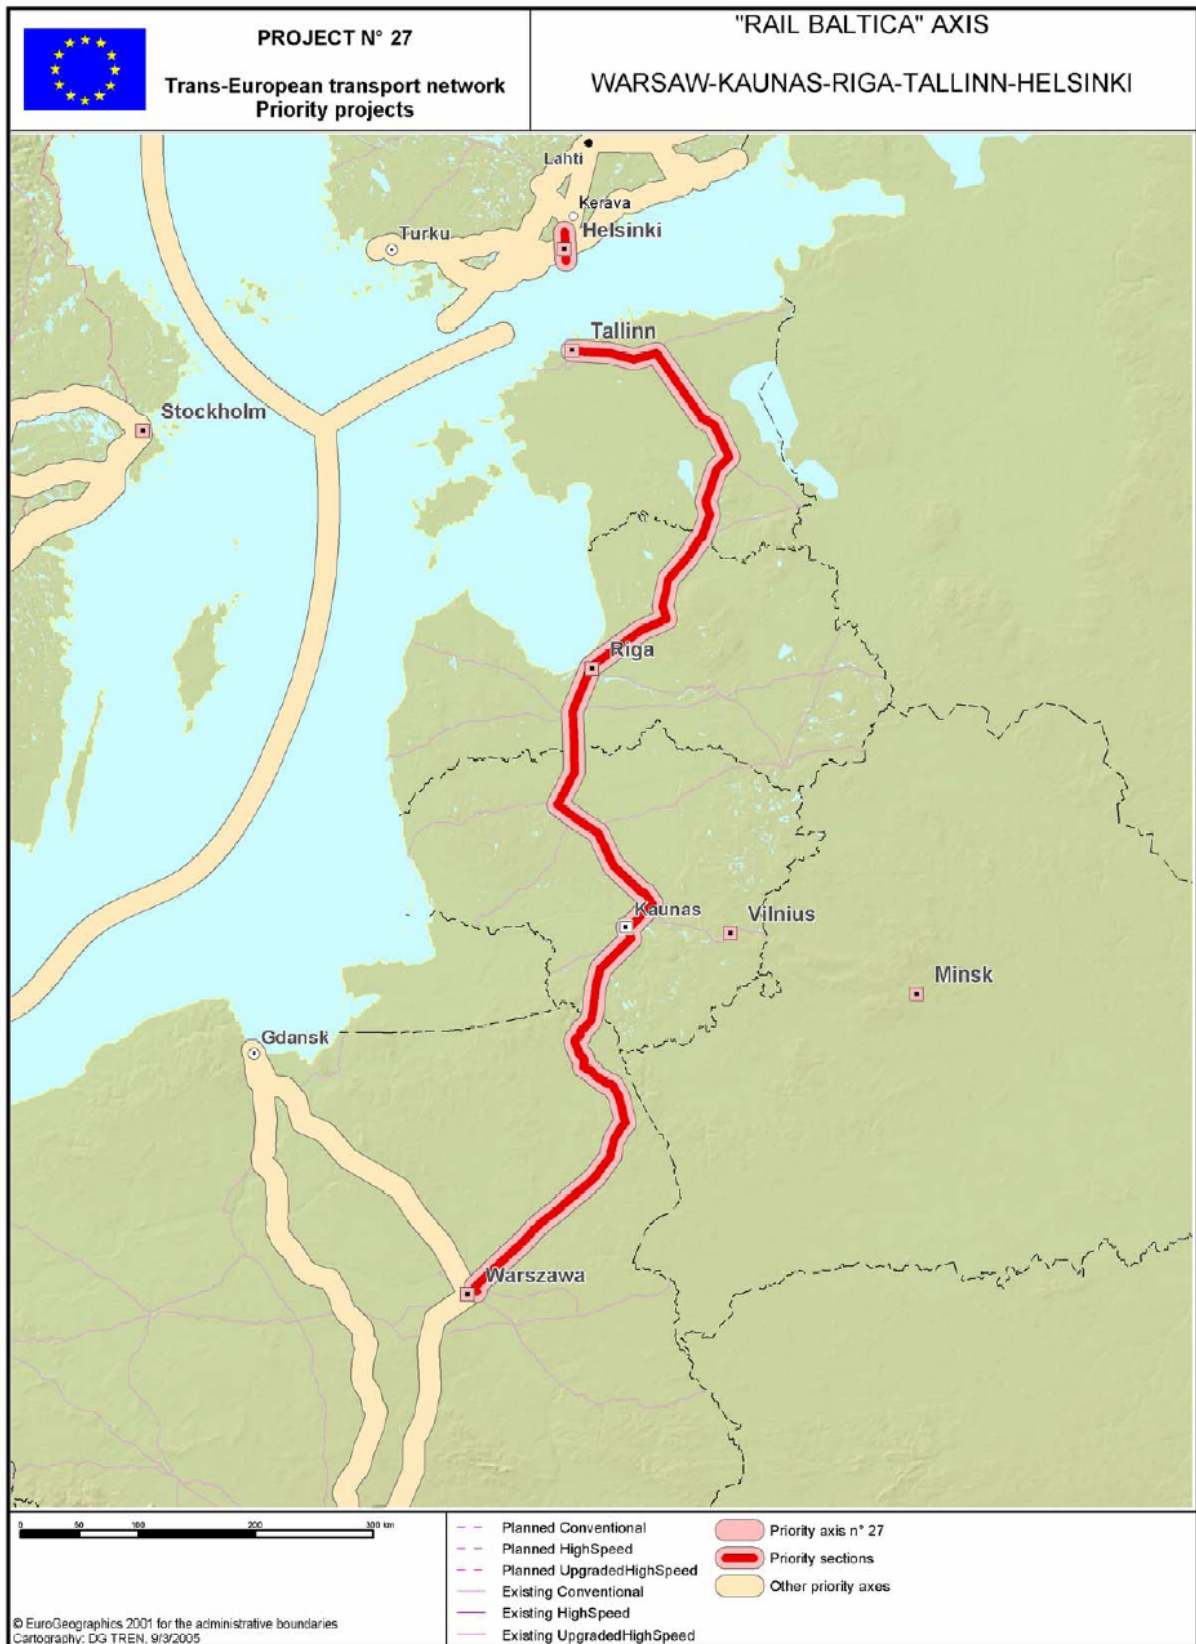 PROJECT N° 27
Trans-European transport network
Priority projects
"RAIL BALTICA" AXIS
WARSAW-KAUNAS-RIGA-TALLINN-HELSINKI
Lahti
Kerava
Turku
Helsinki
Tallinn
Stockholm
Riga
Kaunas
Vilnius
Minsk
Gdansk
Warszawa
0 50 100 200 300 km
Planned Conventional
Planned HighSpeed
Planned UpgradedHighSpeed
Existing Conventional
Existing HighSpeed
Existing UpgradedHighSpeed
Priority axis n° 27
Priority sections
Other priority axes
© EuroGeographics 2001 for the administrative boundaries
Cartography: DG TREN, 9/3/2005